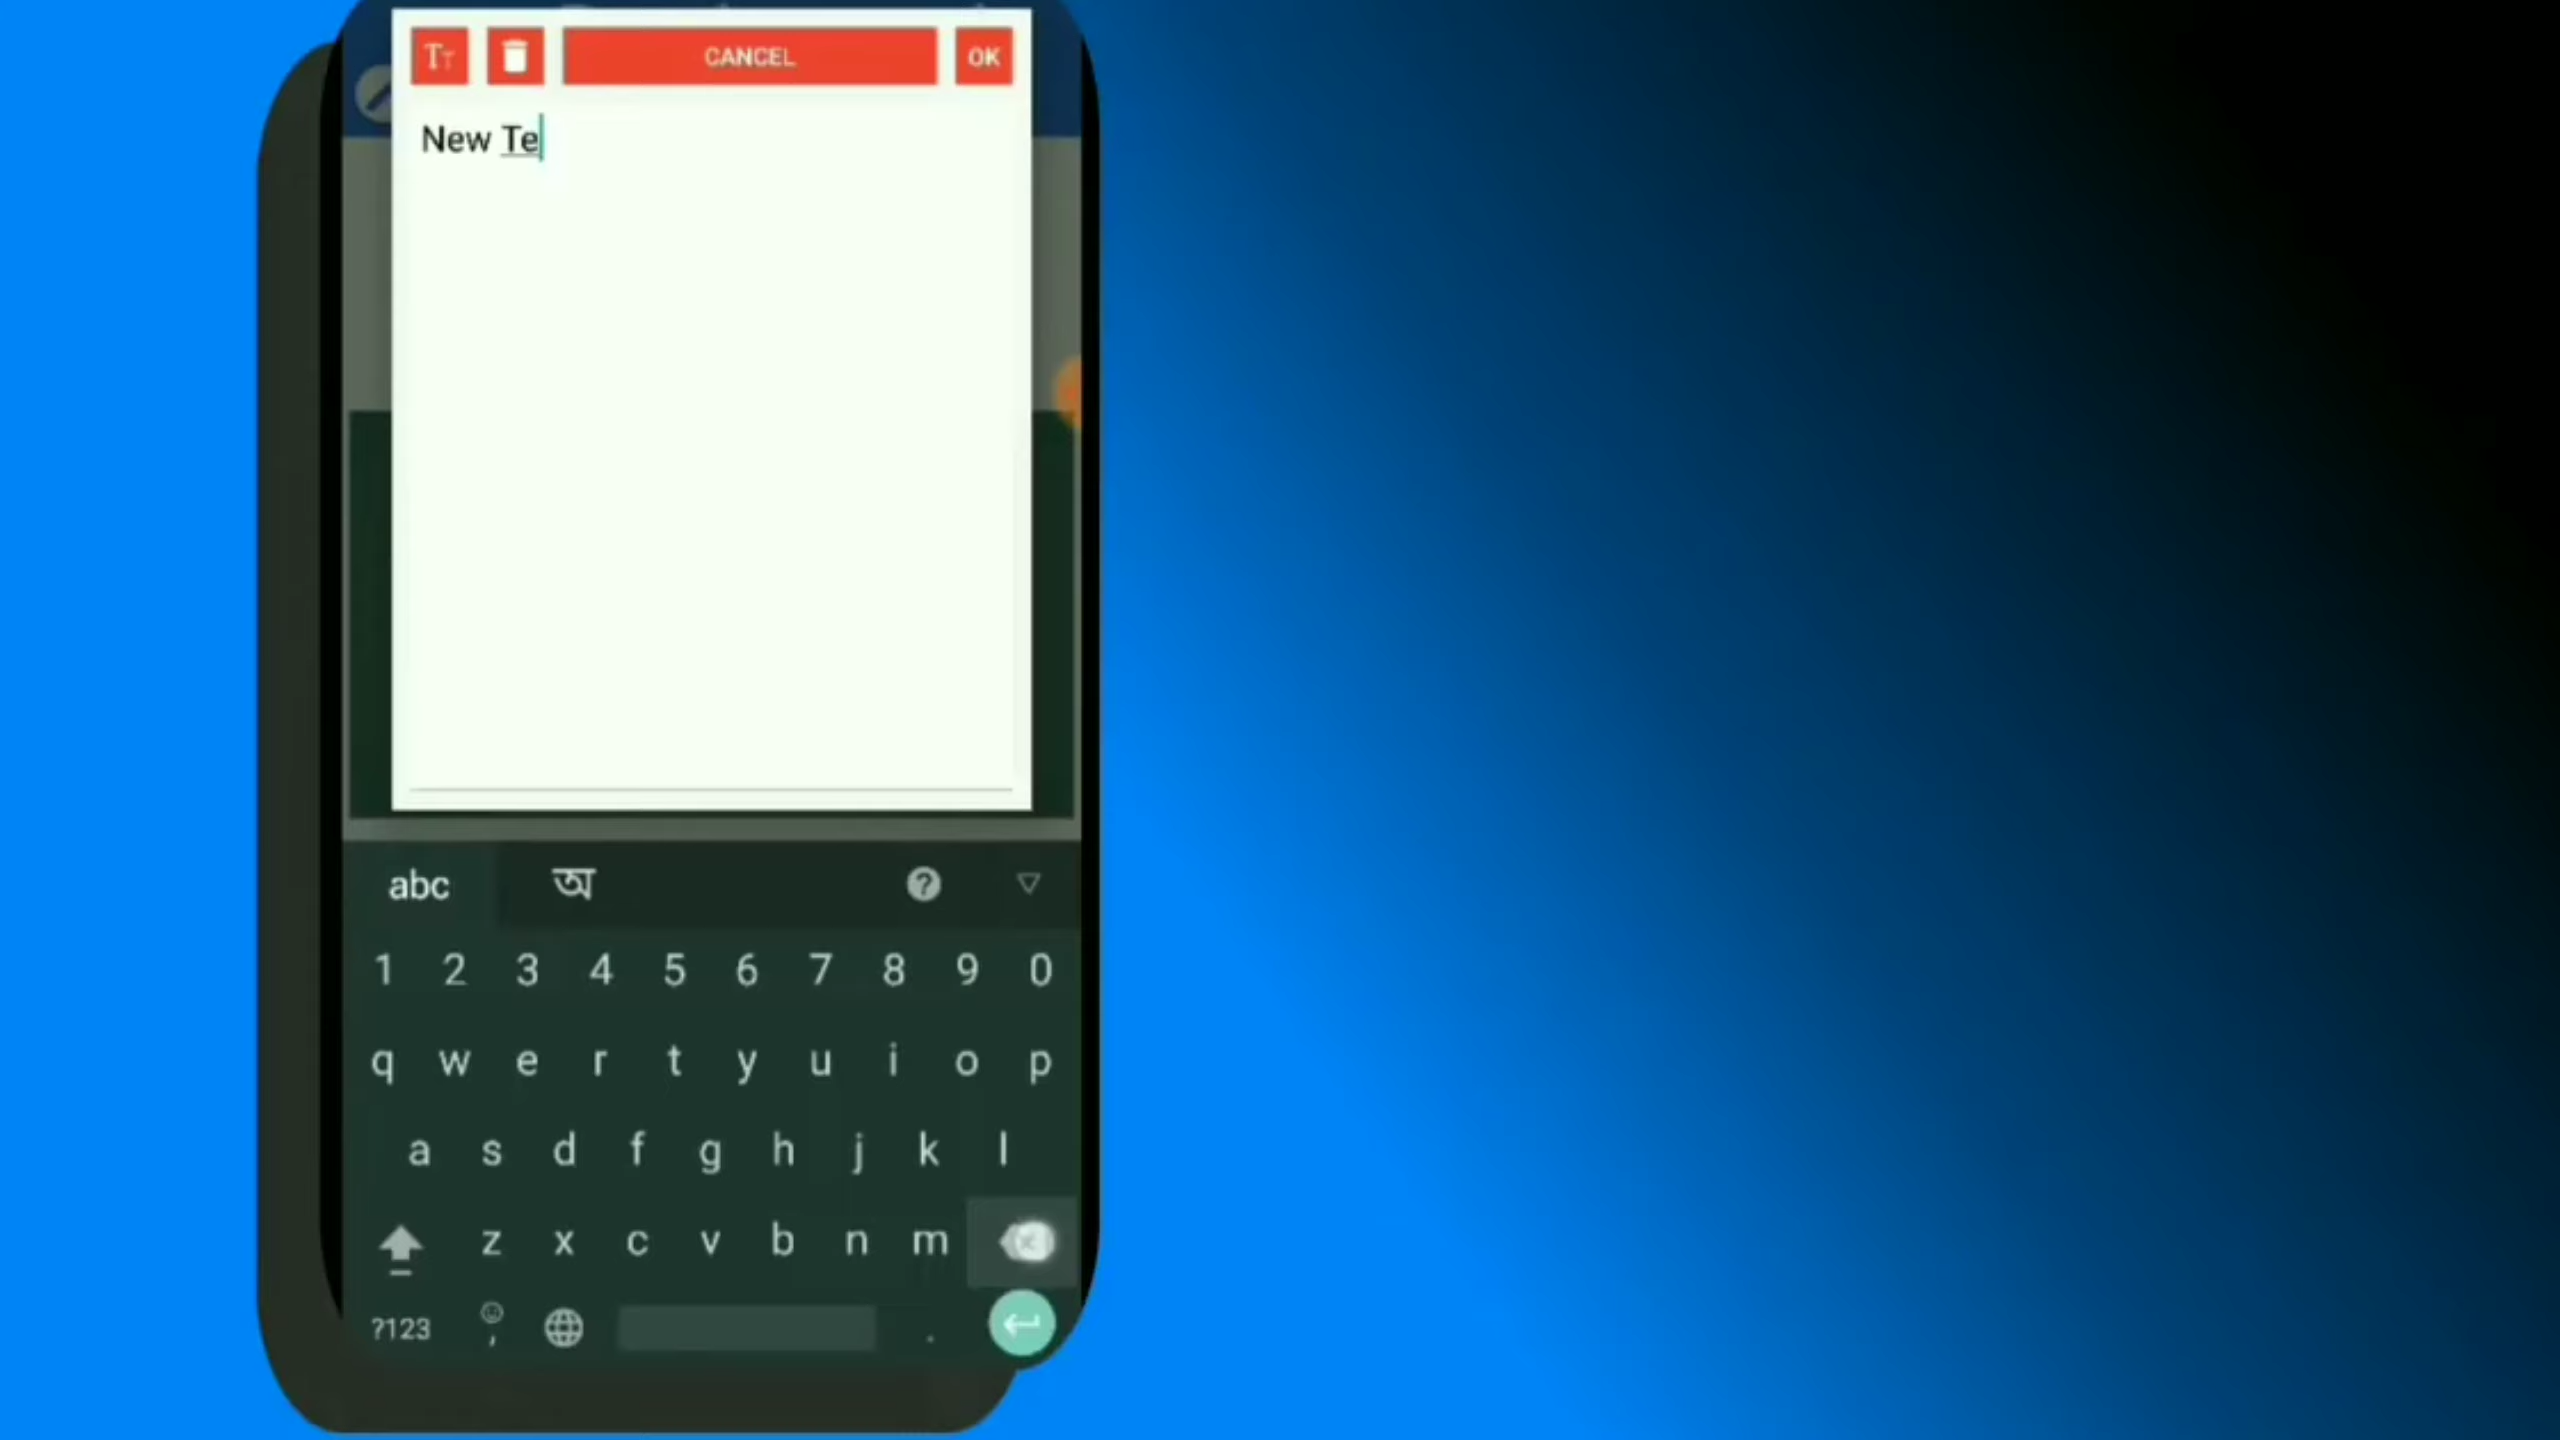 Tт
CANCEL
OK
New Te
abc
অ
?
1 2 3 4 5 6 7 8 9 0
q w e r t y u i o p
a s d f g h j k l
z x c v b n m
?123
,
.